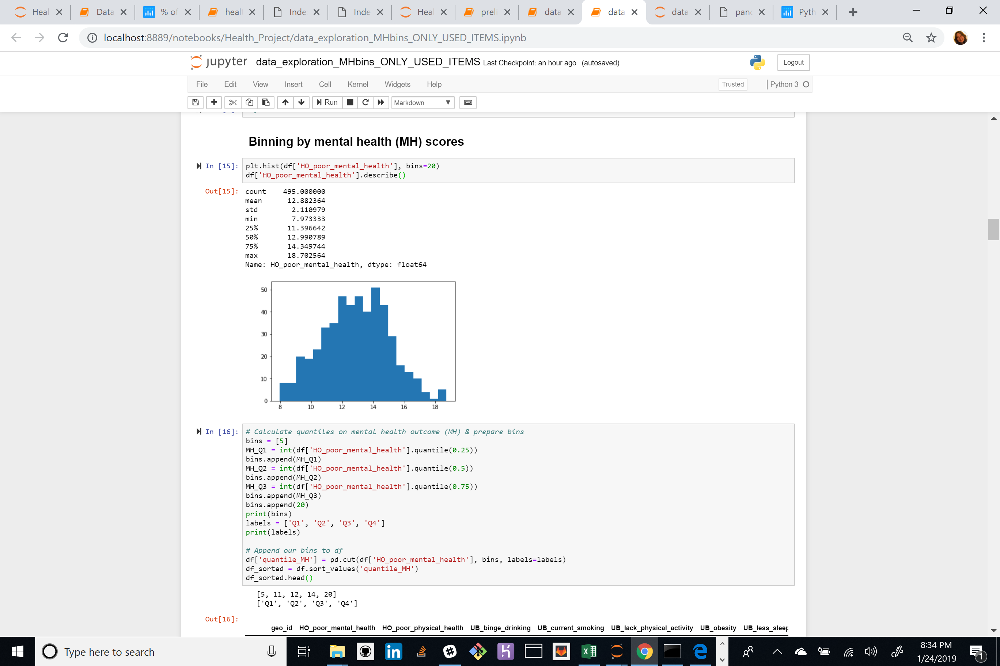 Heal
Data
% of
healt
Inde
Inde
Heal
preli
data
data
data
panc
Pyth
localhost:8889/notebooks/Health_Project/data_exploration_MHbins_ONLY_USED_ITEMS.ipynb
jupyter data_exploration_MHbins_ONLY_USED_ITEMS Last Checkpoint: an hour ago (autosaved)
Logout
File Edit View Insert Cell Kernel Widgets Help
Trusted Python 3
Run Markdown
Binning by mental health (MH) scores
In [15]: plt.hist(df['HO_poor_mental_health'], bins=20)
df['HO_poor_mental_health'].describe()
Out[15]: count 495.000000
mean 12.882364
std 2.110979
min 7.973333
25% 11.396642
50% 12.990789
75% 14.349744
max 18.702564
Name: HO_poor_mental_health, dtype: float64
50
40
30
20
10
0
8 10 12 14 16 18
In [16]: # Calculate quantiles on mental health outcome (MH) & prepare bins
bins = [5]
MH_Q1 = int(df['HO_poor_mental_health'].quantile(0.25))
bins.append(MH_Q1)
MH_Q2 = int(df['HO_poor_mental_health'].quantile(0.5))
bins.append(MH_Q2)
MH_Q3 = int(df['HO_poor_mental_health'].quantile(0.75))
bins.append(MH_Q3)
bins.append(20)
print(bins)
labels = ['Q1', 'Q2', 'Q3', 'Q4']
print(labels)
# Append our bins to df
df['quantile_MH'] = pd.cut(df['HO_poor_mental_health'], bins, labels=labels)
df_sorted = df.sort_values('quantile_MH')
df_sorted.head()
[5, 11, 12, 14, 20]
['Q1', 'Q2', 'Q3', 'Q4']
Out[16]:
geo_id HO_poor_mental_health HO_poor_physical_health UB_binge_drinking UB_current_smoking UB_lack_physical_activity UB_obesity UB_less_sleep
Type here to search
in
8:34 PM
1/24/2019
1